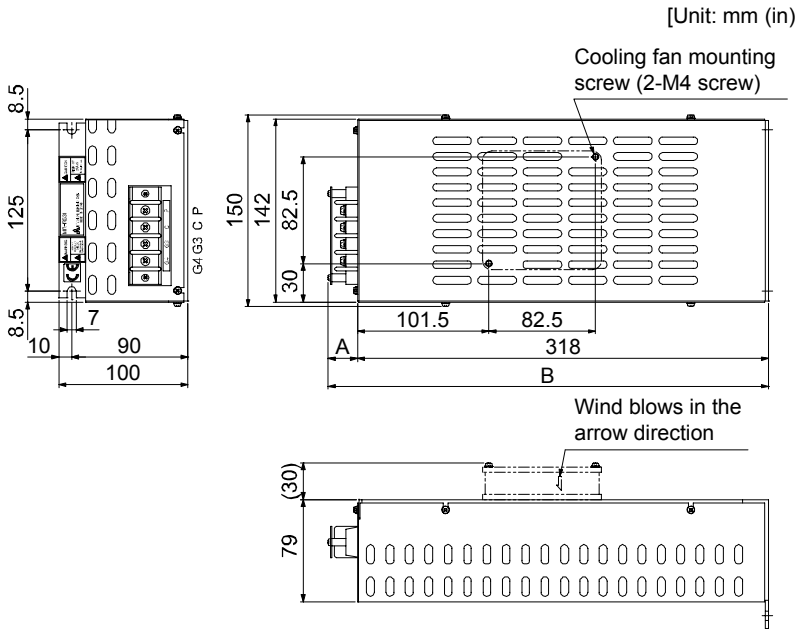 [Unit: mm (in)
Cooling fan mounting
screw (2-M4 screw)
8.5
125
8.5
7
10
90
100
G4 G3 C P
150
142
82.5
30
101.5
82.5
A
318
B
Wind blows in the
arrow direction
(30)
79